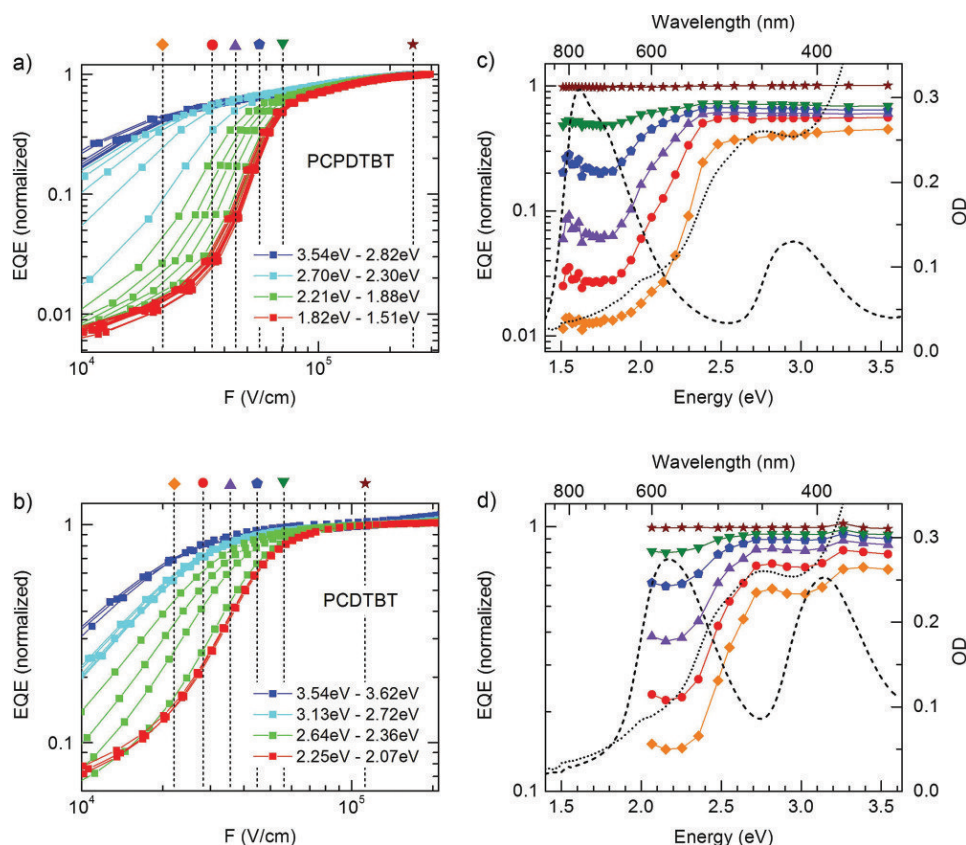 a)
EQE (normalized)
1
0.1
0.01
PCPDTBT
3.54eV - 2.82eV
2.70eV - 2.30eV
2.21eV - 1.88eV
1.82eV - 1.51eV
10⁴
10⁵
F (V/cm)
c)
Wavelength (nm)
800
600
400
EQE (normalized)
1
0.1
0.01
0.3
0.2
0.1
0.0
OD
1.5
2.0
2.5
3.0
3.5
Energy (eV)
b)
EQE (normalized)
1
0.1
PCDTBT
3.54eV - 3.62eV
3.13eV - 2.72eV
2.64eV - 2.36eV
2.25eV - 2.07eV
10⁴
10⁵
F (V/cm)
d)
Wavelength (nm)
800
600
400
EQE (normalized)
1
0.1
0.3
0.2
0.1
0.0
OD
1.5
2.0
2.5
3.0
3.5
Energy (eV)